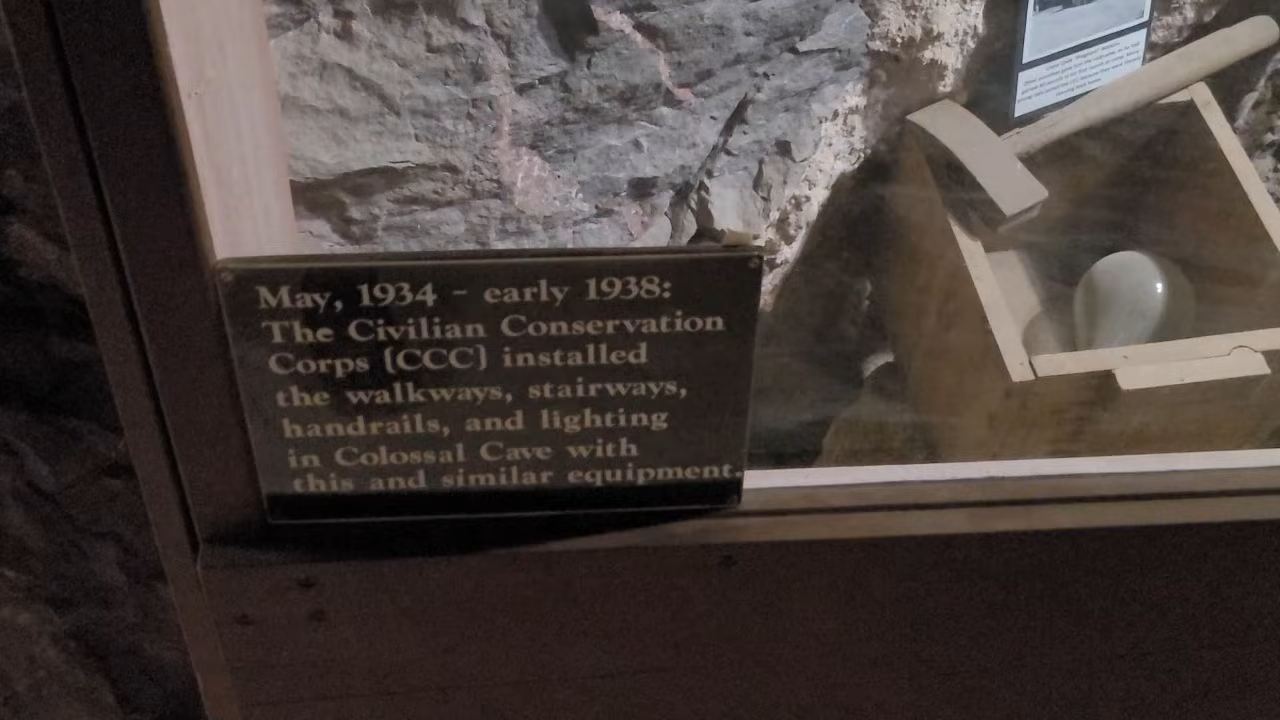 May, 1934 - early 1938:
The Civilian Conservation
Corps (CCC) installed
the walkways, stairways,
handrails, and lighting
in Colossal Cave with
this and similar equipment.